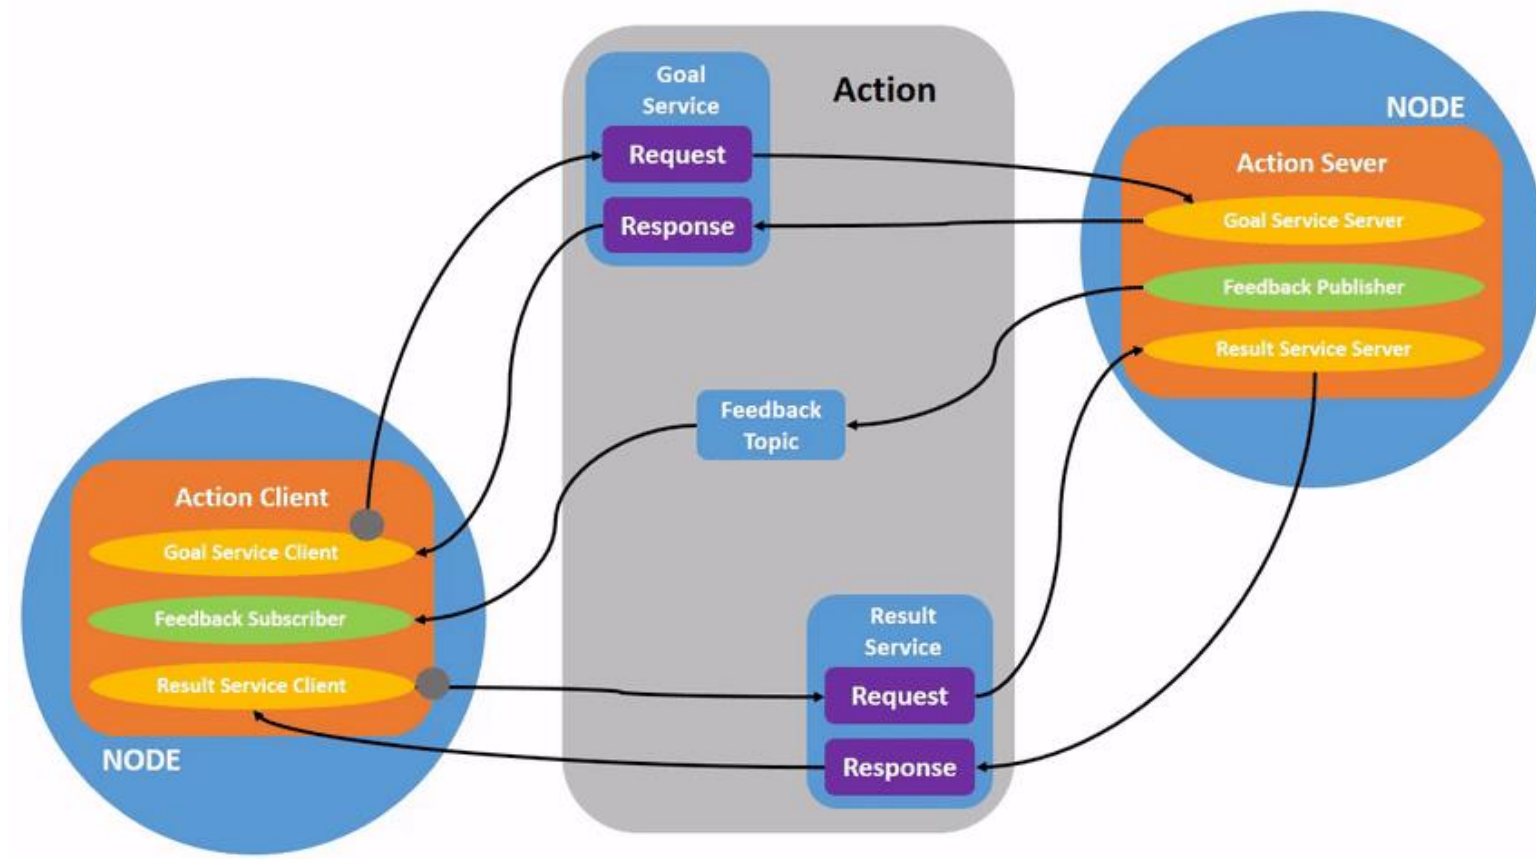 Goal
Service
Request
Response
Action
NODE
Action Sever
Goal Service Server
Feedback Publisher
Result Service Server
Feedback
Topic
Action Client
Goal Service Client
Feedback Subscriber
Result Service Client
NODE
Result
Service
Request
Response